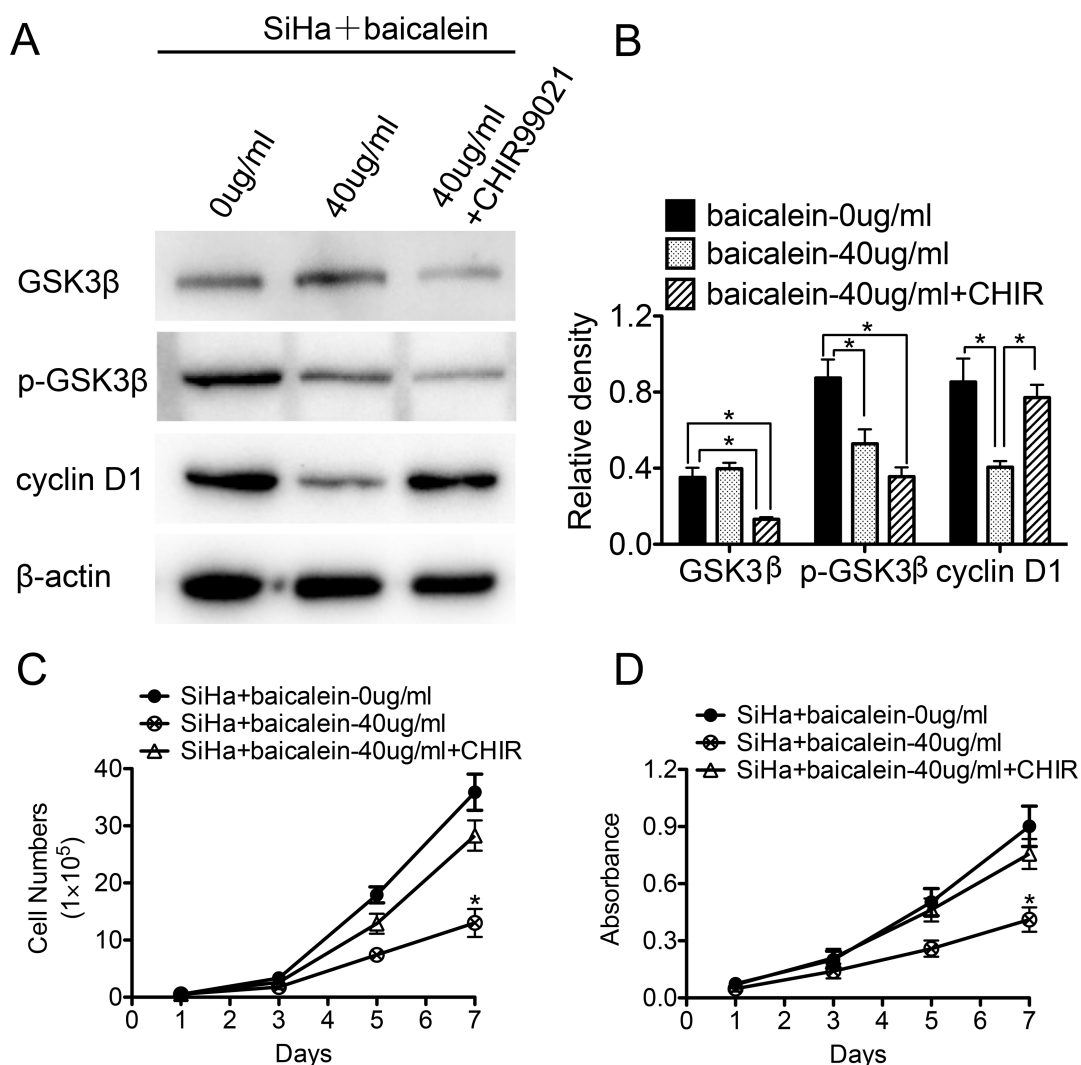 A
SiHa+baicalein
0ug/ml
40ug/ml
40ug/ml
+CHIR99021
GSK3β
p-GSK3β
cyclin D1
β-actin
B
baicalein-0ug/ml
baicalein-40ug/ml
baicalein-40ug/ml+CHIR
Relative density
1.2
0.8
0.4
0.0
* * * * * *
GSK3β p-GSK3β cyclin D1
C
SiHa+baicalein-0ug/ml
SiHa+baicalein-40ug/ml
SiHa+baicalein-40ug/ml+CHIR
Cell Numbers
(1×10⁵)
40
30
20
10
0
*
0 1 2 3 4 5 6 7
Days
D
SiHa+baicalein-0ug/ml
SiHa+baicalein-40ug/ml
SiHa+baicalein-40ug/ml+CHIR
Absorbance
1.2
0.9
0.6
0.3
0.0
*
0 1 2 3 4 5 6 7
Days